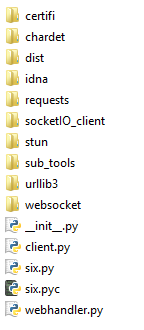 certifi
chardet
dist
idna
requests
socketIO_client
stun
sub_tools
urllib3
websocket
__init__.py
client.py
six.py
six.pyc
webhandler.py